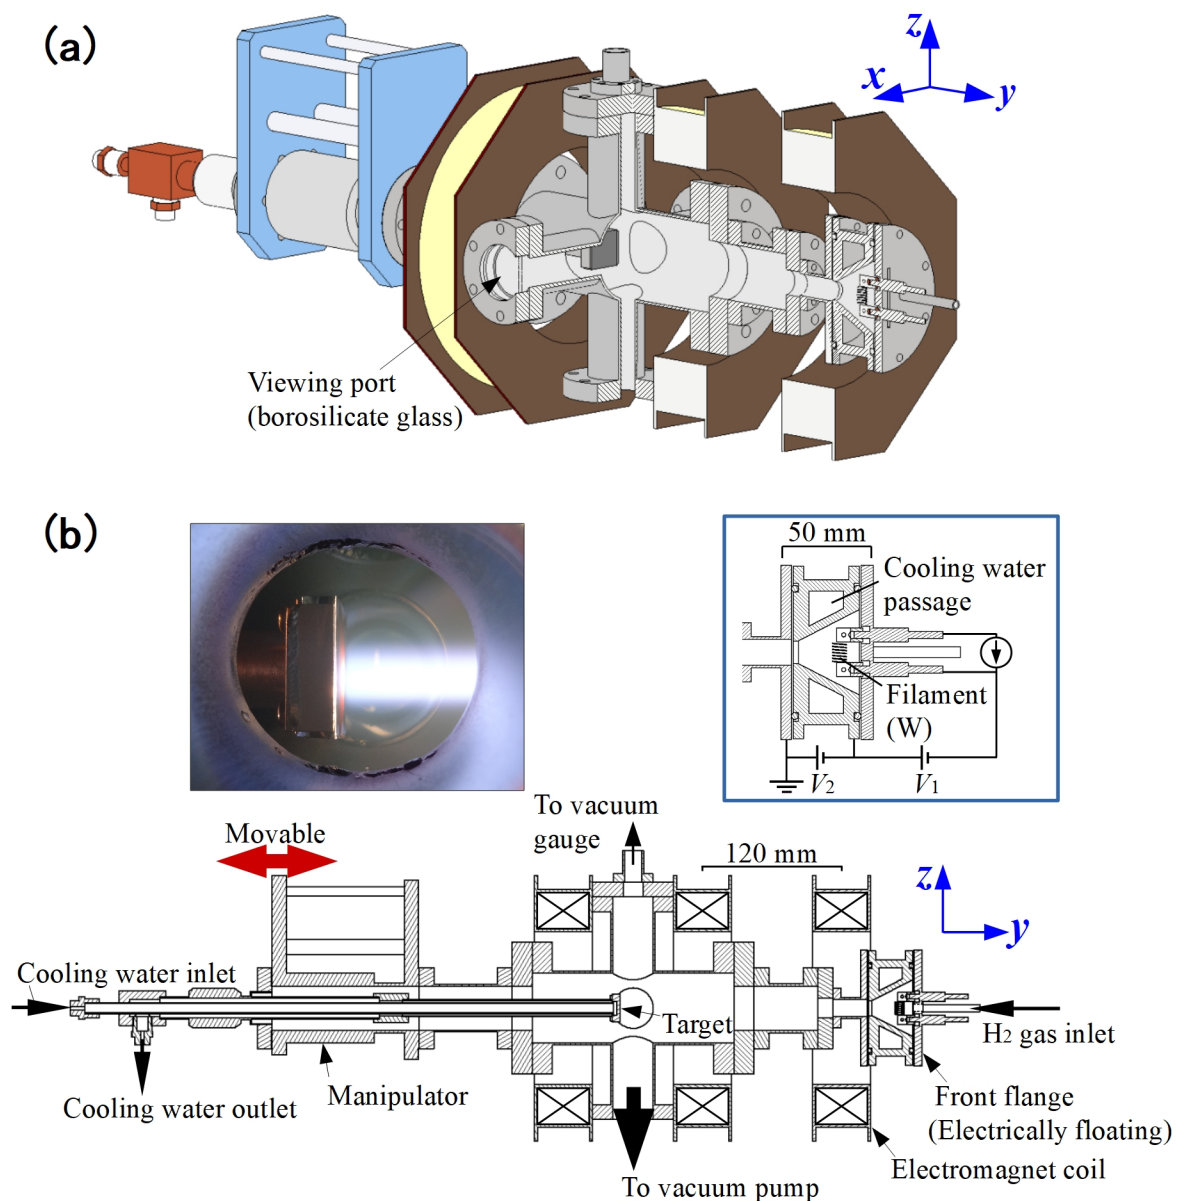 (a)
z
x
y
Viewing port
(borosilicate glass)
(b)
50 mm
Cooling water
passage
Filament
(W)
V2
V1
To vacuum
gauge
Movable
120 mm
z
y
Cooling water inlet
Target
H2 gas inlet
Manipulator
Cooling water outlet
Front flange
(Electrically floating)
Electromagnet coil
To vacuum pump